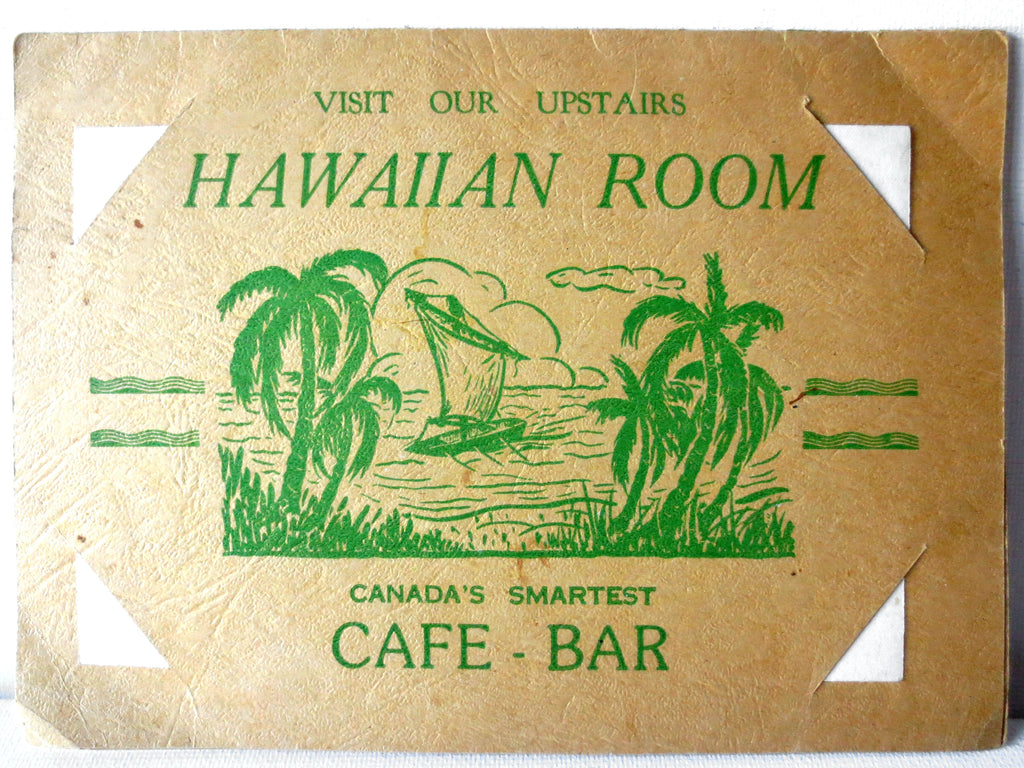 VISIT OUR UPSTAIRS
HAWAIIAN ROOM
CANADA'S SMARTEST
CAFE - BAR